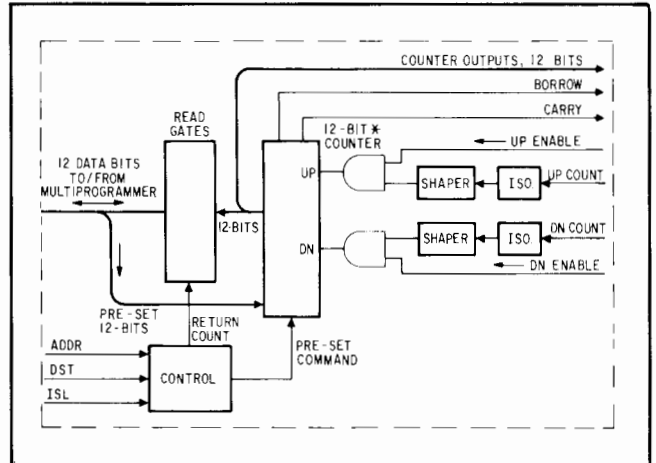 COUNTER OUTPUTS, 12 BITS
BORROW
CARRY
READ
GATES
12-BIT *
COUNTER
UP ENABLE
12 DATA BITS
TO/FROM
MULTIPROGRAMMER
UP
SHAPER
ISO.
UP COUNT
12-BITS
DN
SHAPER
ISO.
DN COUNT
DN ENABLE
PRE-SET
12-BITS
RETURN
COUNT
PRE-SET
COMMAND
ADDR
DST
ISL
CONTROL